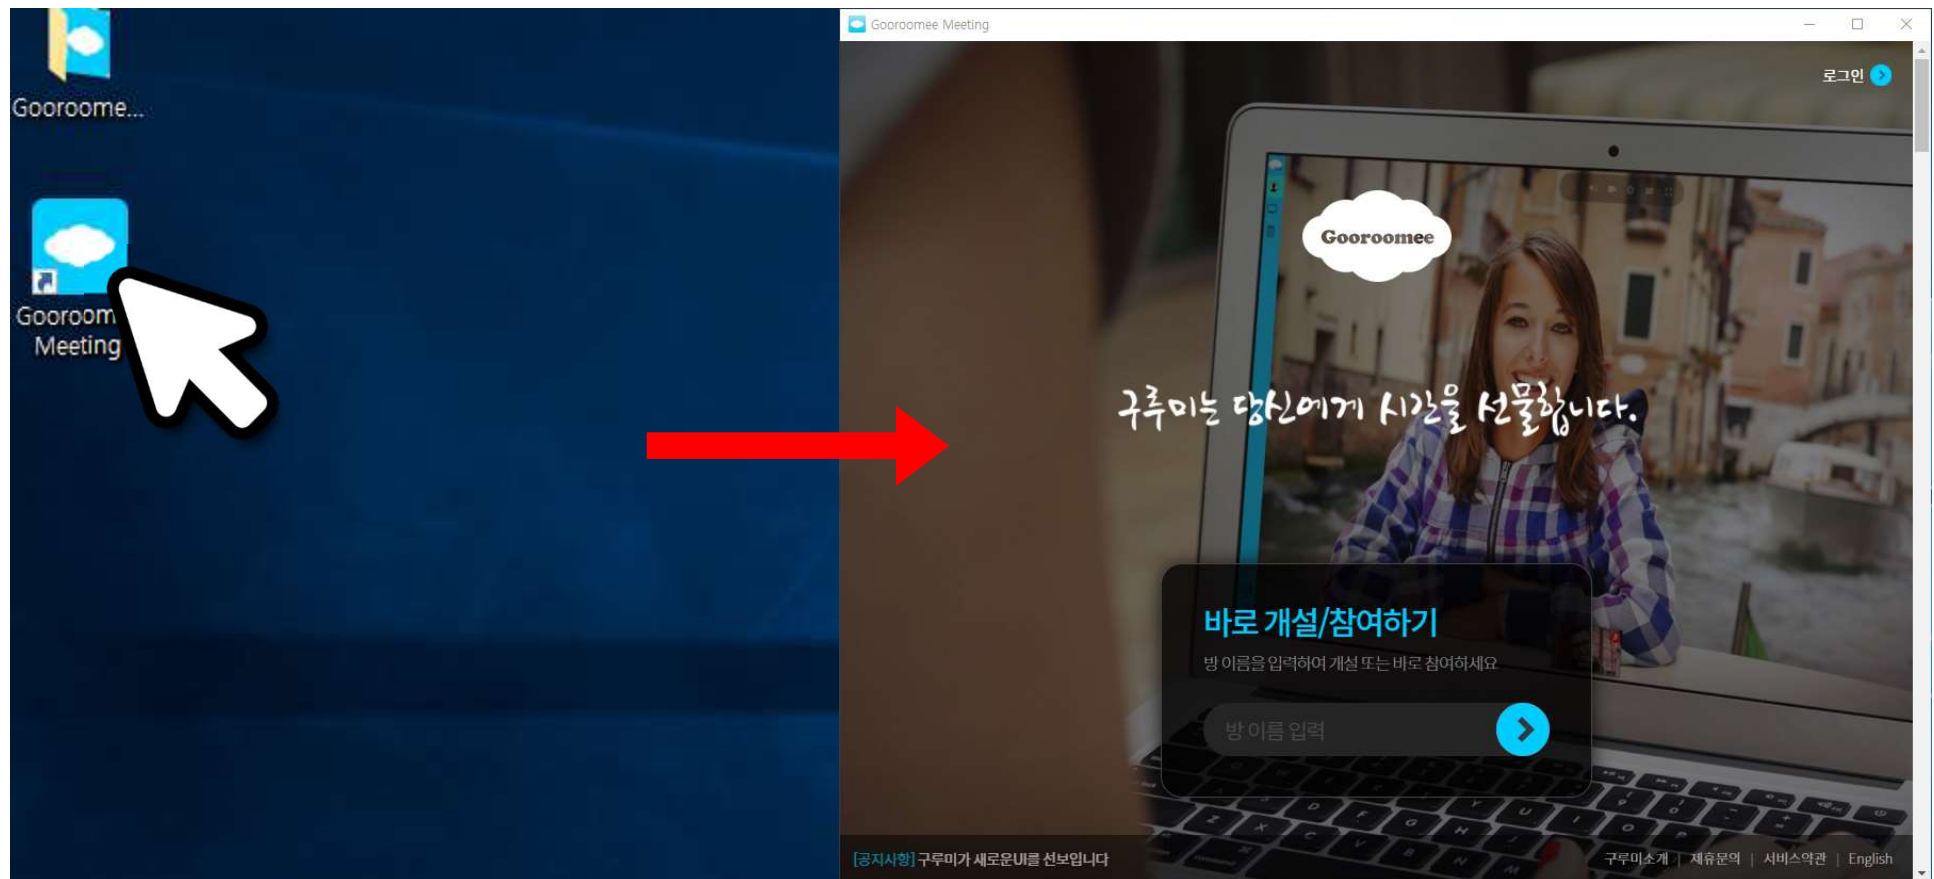 Gooroome...
Gooroom
Meeting
Gooroomee Meeting
로그인
Gooroomee
구루미는 당신에게 시간을 선물합니다.
바로 개설/참여하기
방 이름을 입력하여 개설 또는 바로 참여하세요
방 이름 입력
[공지사항] 구루미가 새로운UI를 선보입니다
구루미소개 | 제휴문의 | 서비스약관 | English